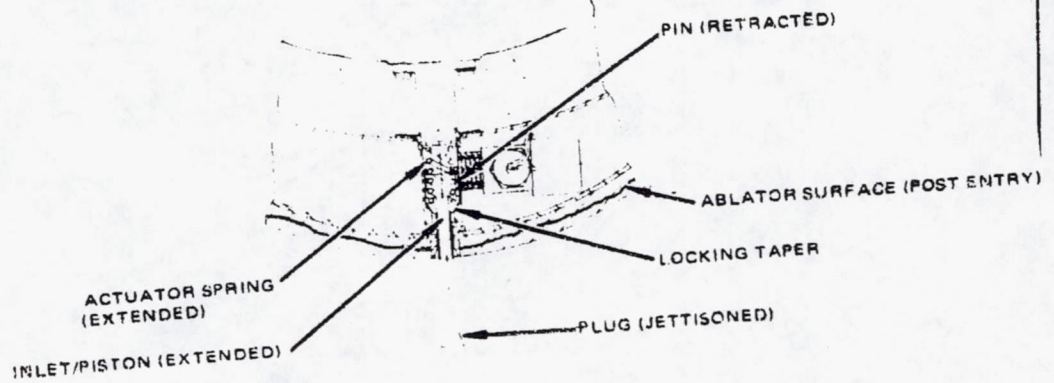 PIN (RETRACTED)
ABLATOR SURFACE (POST ENTRY)
LOCKING TAPER
ACTUATOR SPRING
(EXTENDED)
PLUG (JETTISONED)
INLET/PISTON (EXTENDED)